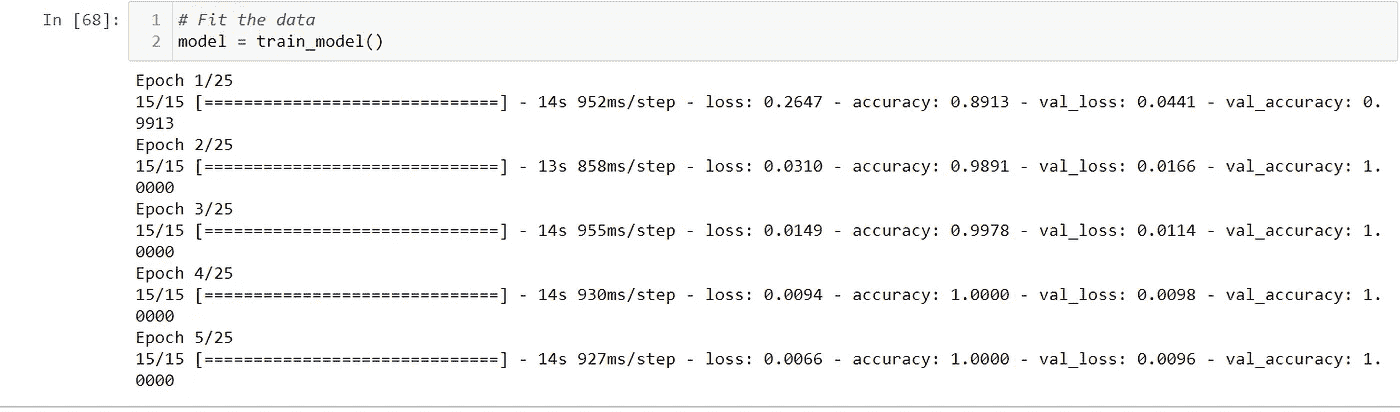 In [68]:
1 # Fit the data
2 model = train_model()
Epoch 1/25
15/15 [==============================] - 14s 952ms/step - loss: 0.2647 - accuracy: 0.8913 - val_loss: 0.0441 - val_accuracy: 0.
9913
Epoch 2/25
15/15 [==============================] - 13s 858ms/step - loss: 0.0310 - accuracy: 0.9891 - val_loss: 0.0166 - val_accuracy: 1.
0000
Epoch 3/25
15/15 [==============================] - 14s 955ms/step - loss: 0.0149 - accuracy: 0.9978 - val_loss: 0.0114 - val_accuracy: 1.
0000
Epoch 4/25
15/15 [==============================] - 14s 930ms/step - loss: 0.0094 - accuracy: 1.0000 - val_loss: 0.0098 - val_accuracy: 1.
0000
Epoch 5/25
15/15 [==============================] - 14s 927ms/step - loss: 0.0066 - accuracy: 1.0000 - val_loss: 0.0096 - val_accuracy: 1.
0000